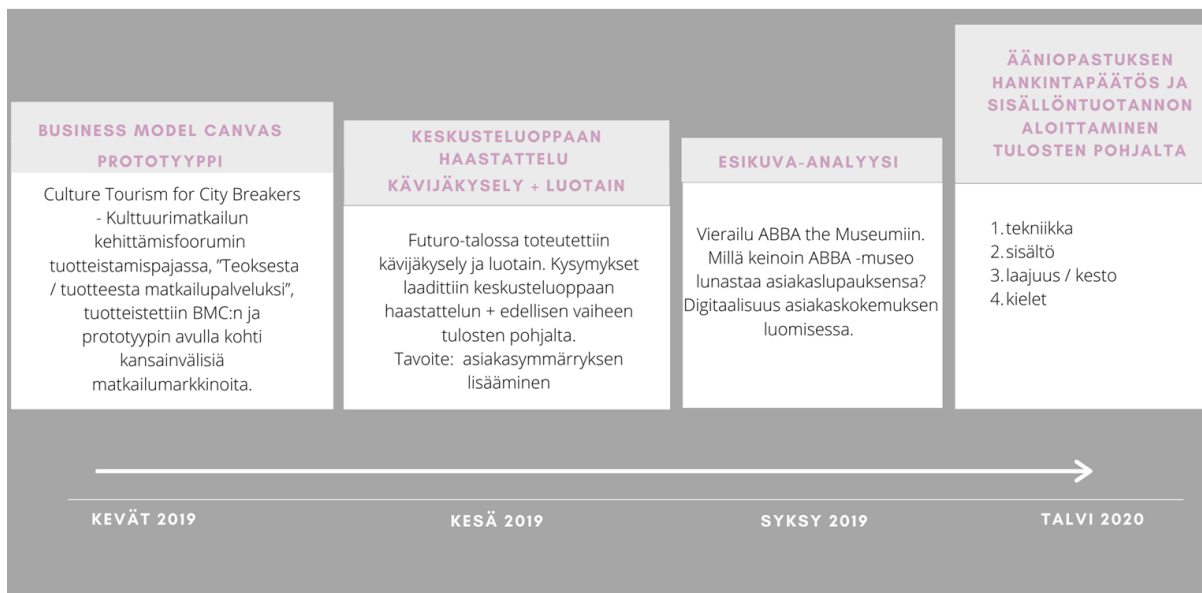 BUSINESS MODEL CANVAS
PROTOTYYPPI
Culture Tourism for City Breakers
- Kulttuurimatkailun
kehittämisfoorumin
tuotteistamispajassa, ”Teoksesta
/ tuotteesta matkailupalveluksi”,
tuotteistettiin BMC:n ja
prototyypin avulla kohti
kansainvälisiä
matkailumarkkinoita.
KESKUSTELUOPPAAN
HAASTATTELU
KÄVIJÄKYSELY + LUOTAIN
Futuro-talossa toteutettiin
kävijäkysely ja luotain. Kysymykset
laadittiin keskusteluoppaan
haastattelun + edellisen vaiheen
tulosten pohjalta.
Tavoite: asiakasymmärryksen
lisääminen
ESIKUVA-ANALYYSI
Vierailu ABBA the Museumiin.
Millä keinoin ABBA -museo
lunastaa asiakaslupauksensa?
Digitaalisuus asiakaskokemuksen
luomisessa.
ÄÄNIOPASTUKSEN
HANKINTAPÄÄTÖS JA
SISÄLLÖNTUOTANNON
ALOITTAMINEN
TULOSTEN POHJALTA
1. tekniikka
2. sisältö
3. laajuus / kesto
4. kielet
KEVÄT 2019
KESÄ 2019
SYKSY 2019
TALVI 2020